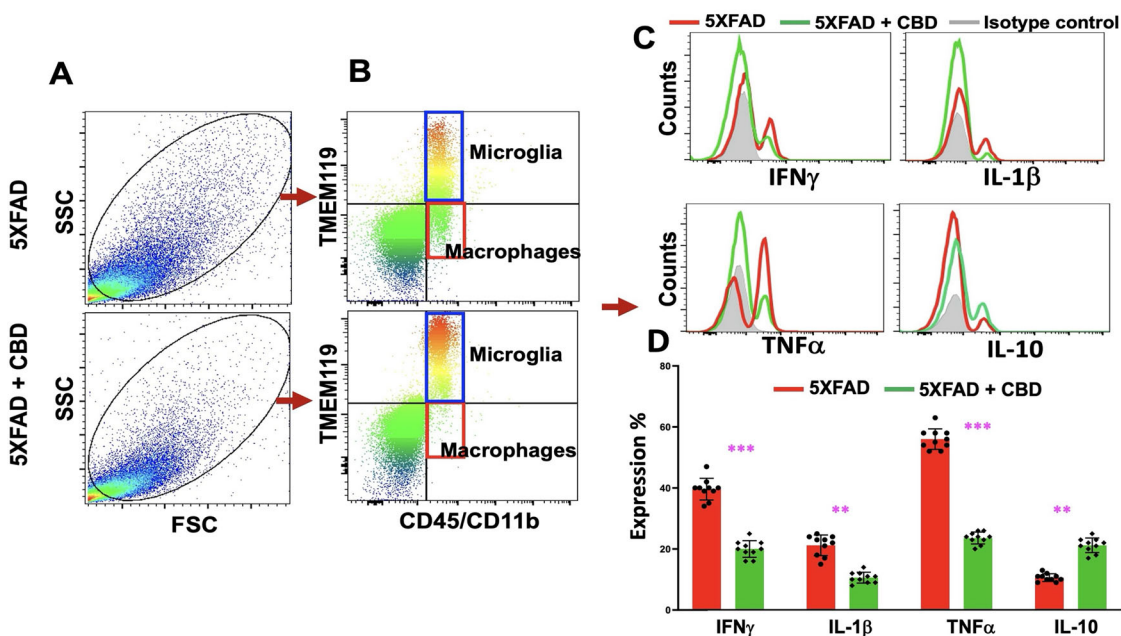 A
B
C
5XFAD
5XFAD + CBD
Isotype control
5XFAD
SSC
TMEM119
Microglia
Macrophages
Counts
IFNγ
IL-1β
Counts
TNFα
IL-10
5XFAD + CBD
SSC
FSC
TMEM119
Microglia
Macrophages
CD45/CD11b
D
5XFAD
5XFAD + CBD
Expression %
80
60
40
20
0
***
**
***
**
IFNγ
IL-1β
TNFα
IL-10